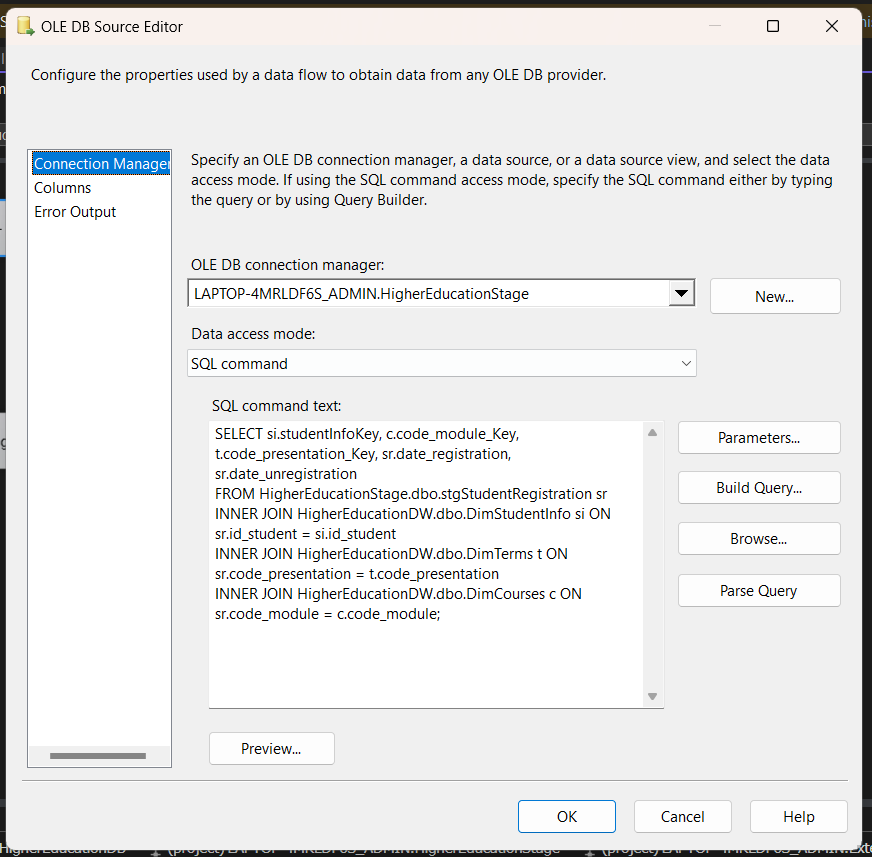 OLE DB Source Editor
Configure the properties used by a data flow to obtain data from any OLE DB provider.
Connection Manager
Columns
Error Output
Specify an OLE DB connection manager, a data source, or a data source view, and select the data
access mode. If using the SQL command access mode, specify the SQL command either by typing
the query or by using Query Builder.
OLE DB connection manager:
LAPTOP-4MRLDF6S_ADMIN.HigherEducationStage
New...
Data access mode:
SQL command
SQL command text:
SELECT si.studentInfoKey, c.code_module_Key,
t.code_presentation_Key, sr.date_registration,
sr.date_unregistration
FROM HigherEducationStage.dbo.stgStudentRegistration sr
INNER JOIN HigherEducationDW.dbo.DimStudentInfo si ON
sr.id_student = si.id_student
INNER JOIN HigherEducationDW.dbo.DimTerms t ON
sr.code_presentation = t.code_presentation
INNER JOIN HigherEducationDW.dbo.DimCourses c ON
sr.code_module = c.code_module;
Parameters...
Build Query...
Browse...
Parse Query
Preview...
OK
Cancel
Help